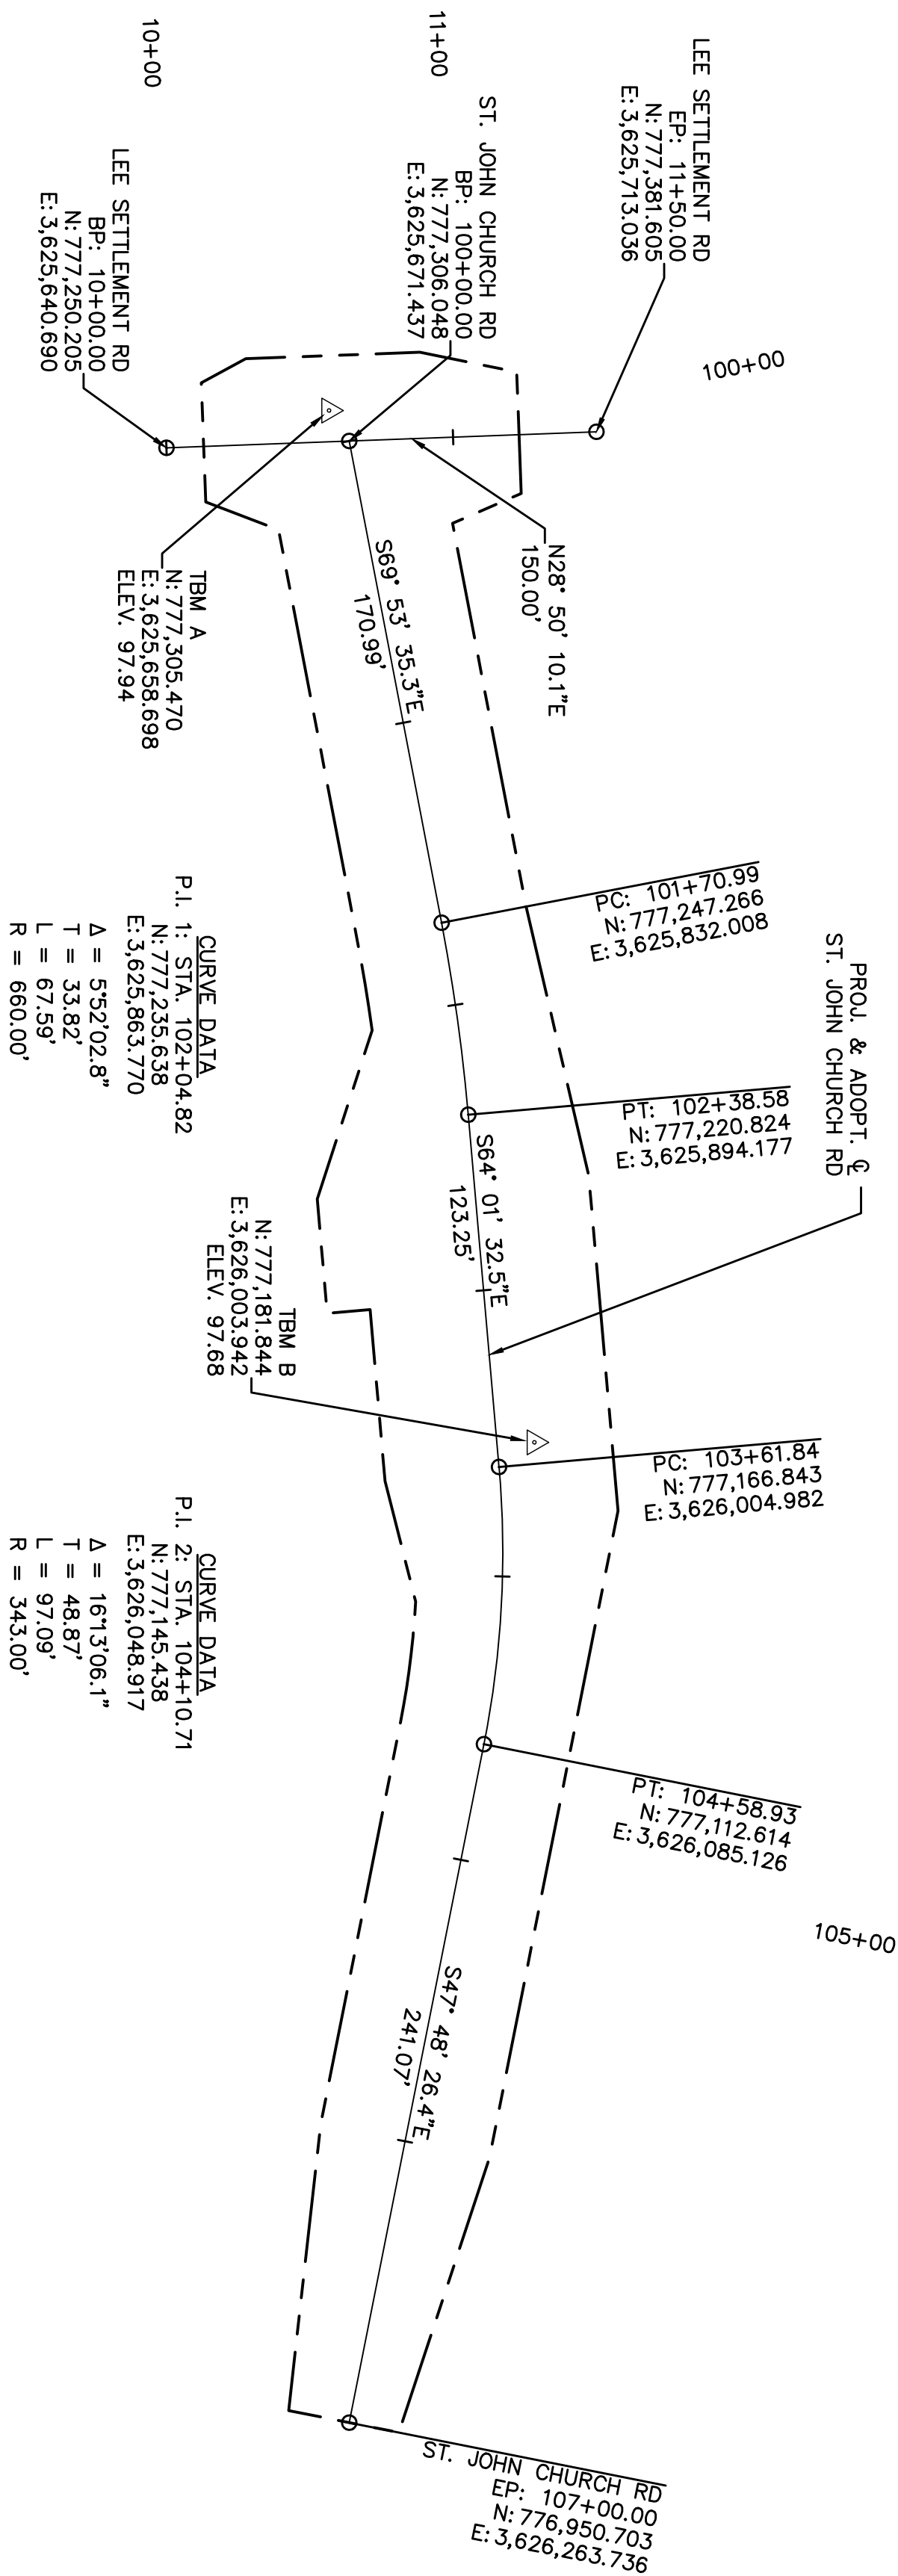 LEE SETTLEMENT RD
EP: 11+50.00
N: 777,381.605
E: 3,625,713.036
11+00
ST. JOHN CHURCH RD
BP: 100+00.00
N: 777,306.048
E: 3,625,671.437
10+00
LEE SETTLEMENT RD
BP: 10+00.00
N: 777,250.205
E: 3,625,640.690
100+00
N28° 50' 10.1"E
150.00'
S69° 53' 35.3"E
170.99'
TBM A
N: 777,305.470
E: 3,625,658.698
ELEV. 97.94
PC: 101+70.99
N: 777,247.266
E: 3,625,832.008
CURVE DATA
P.I. 1: STA. 102+04.82
N: 777,235.638
E: 3,625,863.770
Δ = 5°52'02.8"
T = 33.82'
L = 67.59'
R = 660.00'
PROJ. & ADOPT. ℄
ST. JOHN CHURCH RD
PT: 102+38.58
N: 777,220.824
E: 3,625,894.177
S64° 01' 32.5"E
123.25'
TBM B
N: 777,181.844
E: 3,626,003.942
ELEV. 97.68
PC: 103+61.84
N: 777,166.843
E: 3,626,004.982
CURVE DATA
P.I. 2: STA. 104+10.71
N: 777,145.438
E: 3,626,048.917
Δ = 16°13'06.1"
T = 48.87'
L = 97.09'
R = 343.00'
PT: 104+58.93
N: 777,112.614
E: 3,626,085.126
105+00
S47° 48' 26.4"E
241.07'
ST. JOHN CHURCH RD
EP: 107+00.00
N: 776,950.703
E: 3,626,263.736